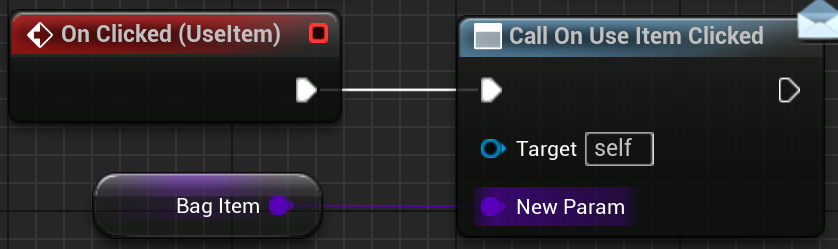 On Clicked (UseItem)
Call On Use Item Clicked
Target self
Bag Item
New Param